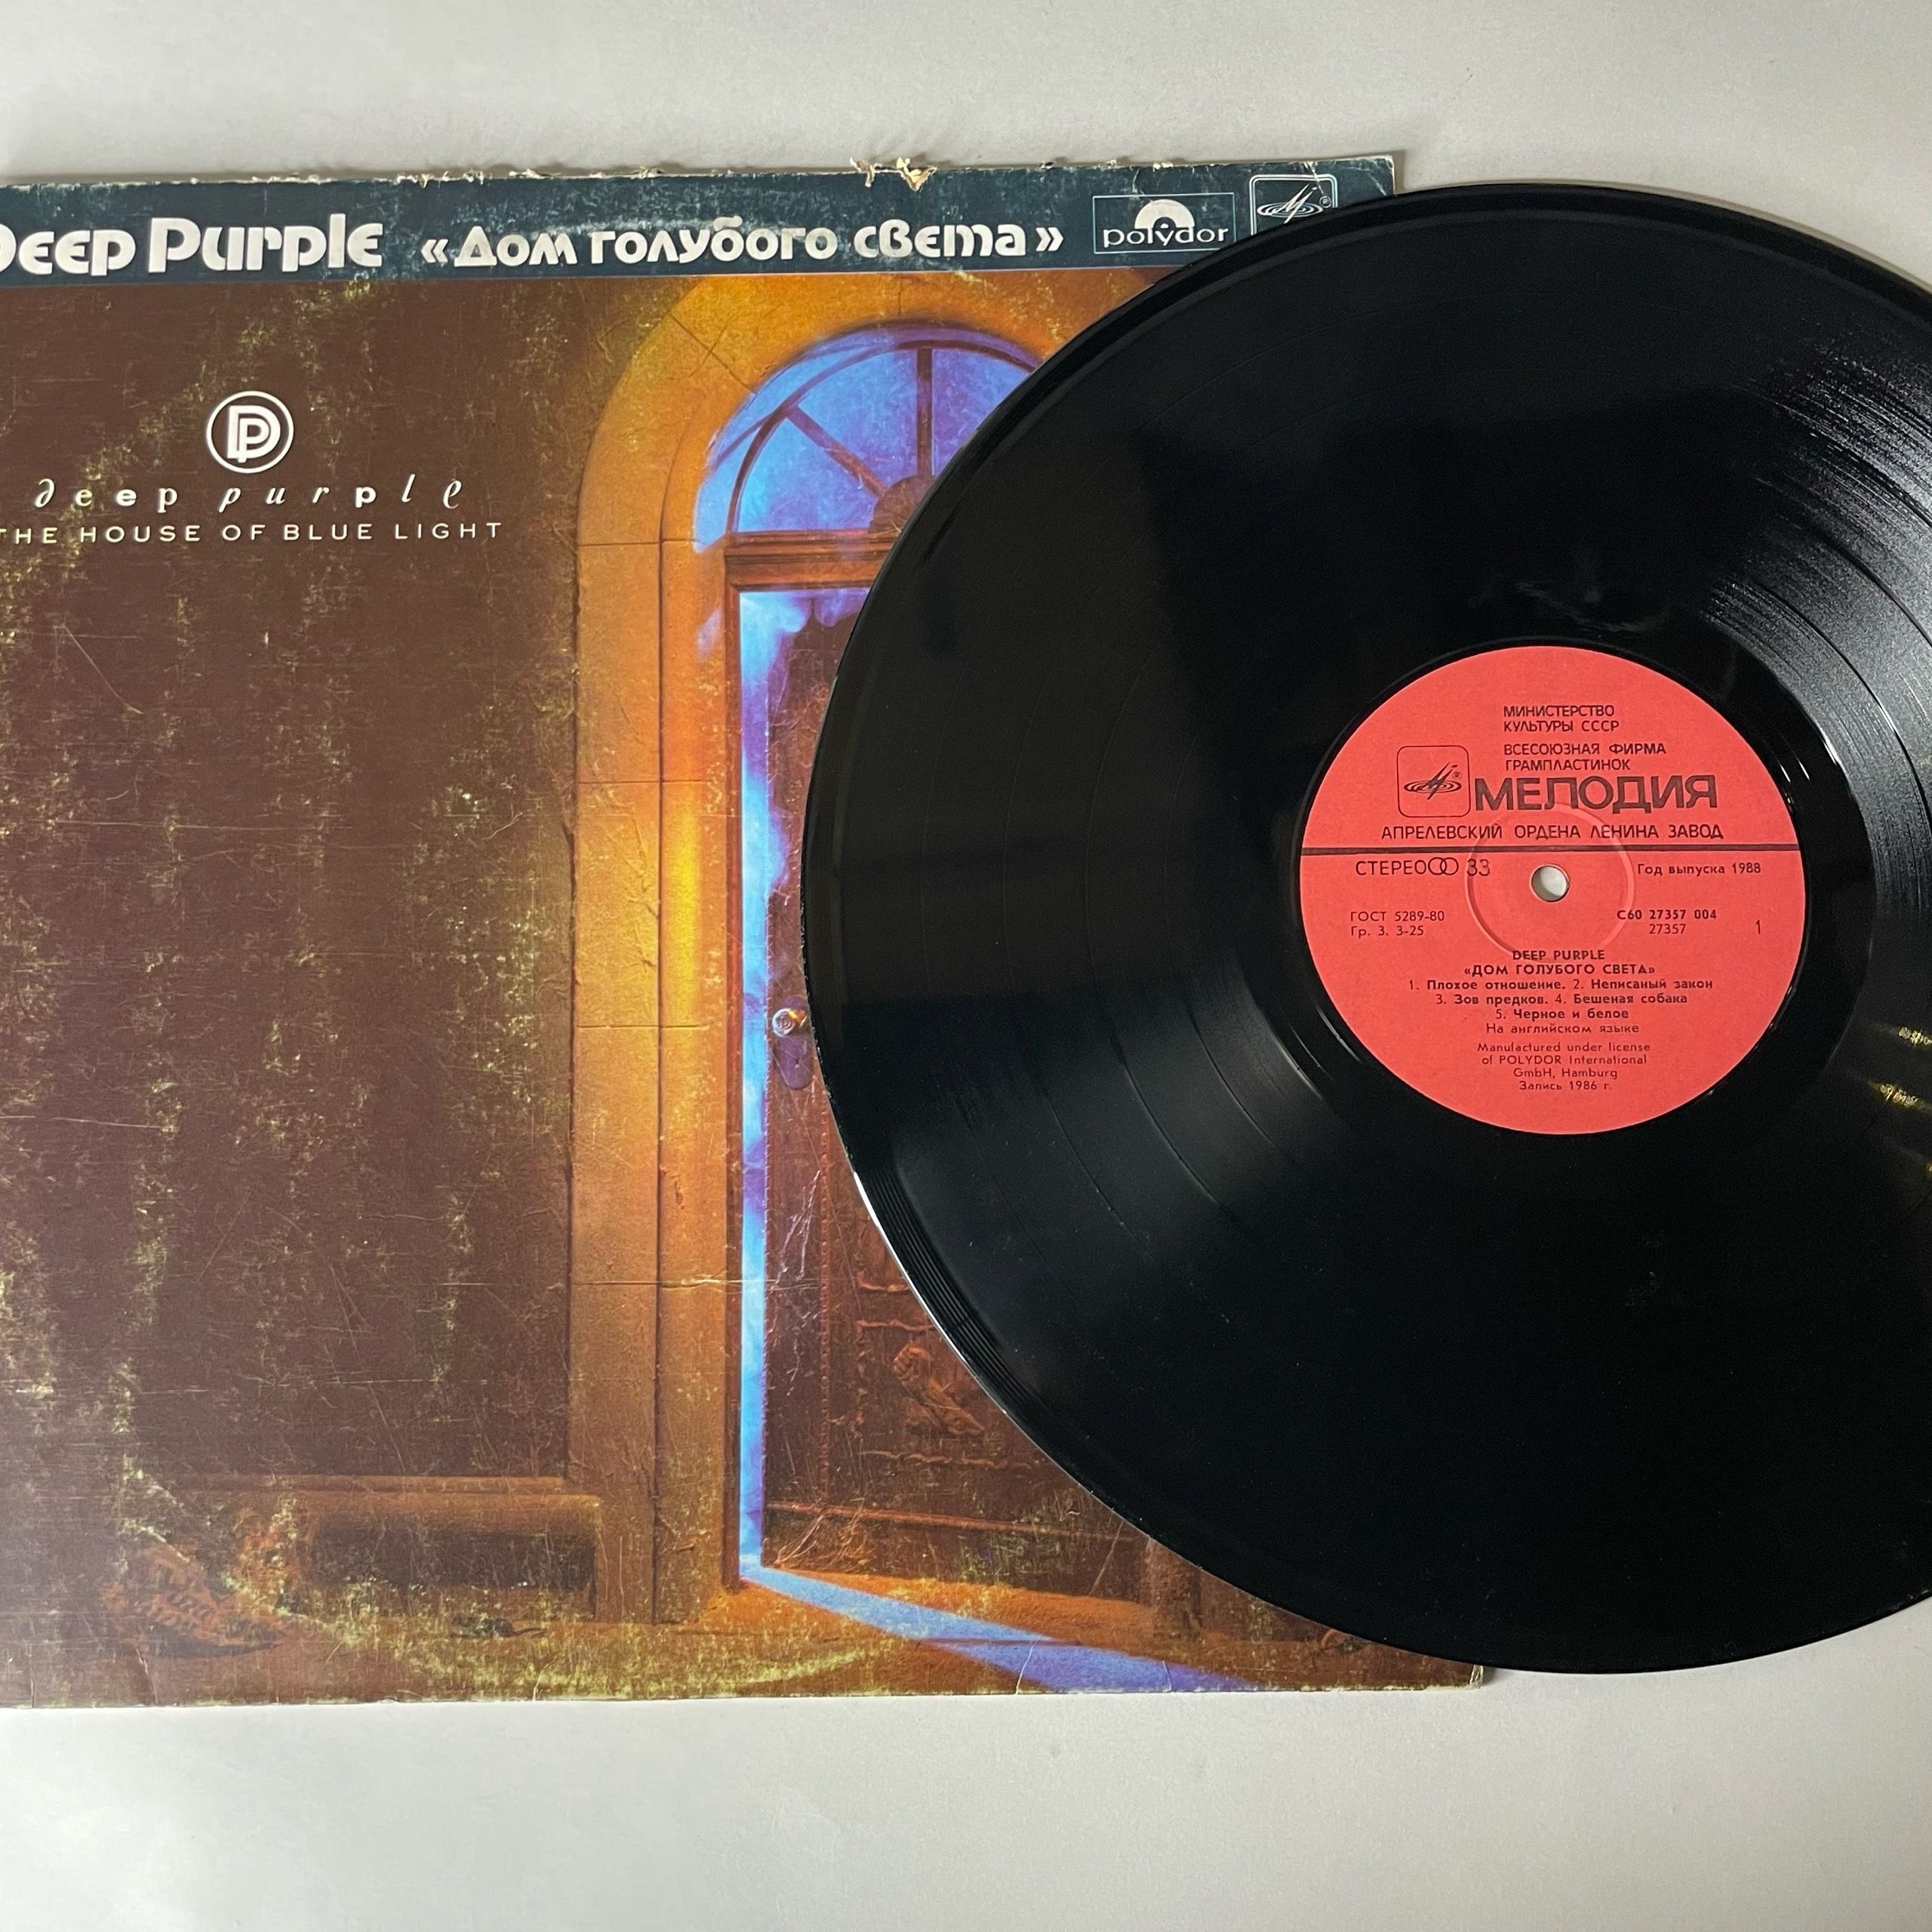 Deep Purple «Дом голубого света» polydor
deep purple
THE HOUSE OF BLUE LIGHT
МИНИСТЕРСТВО
КУЛЬТУРЫ СССР
ВСЕСОЮЗНАЯ ФИРМА
ГРАМПЛАСТИНОК
МЕЛОДИЯ
АПРЕЛЕВСКИЙ ОРДЕНА ЛЕНИНА ЗАВОД
СТЕРЕО 33 Год выпуска 1988
ГОСТ 5289-80 С60 27357 004
Гр. 3. 3-25 27357 1
DEEP PURPLE
«ДОМ ГОЛУБОГО СВЕТА»
1. Плохое отношение. 2. Неписаный закон
3. Зов предков. 4. Бешеная собака
5. Черное и белое
На английском языке
Manufactured under license
of POLYDOR International
GmbH, Hamburg
Запись 1986 г.